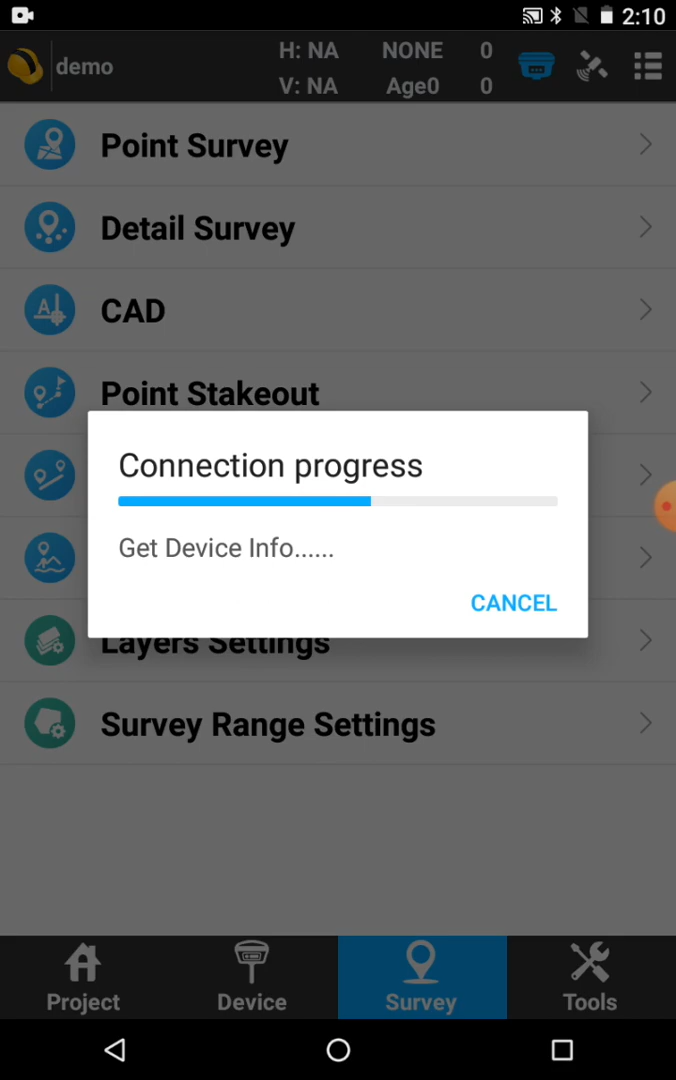 2:10
demo
H: NA NONE 0
V: NA Age0 0
Point Survey
Detail Survey
CAD
Point Stakeout
Connection progress
Get Device Info......
CANCEL
Layers Settings
Survey Range Settings
Project Device Survey Tools